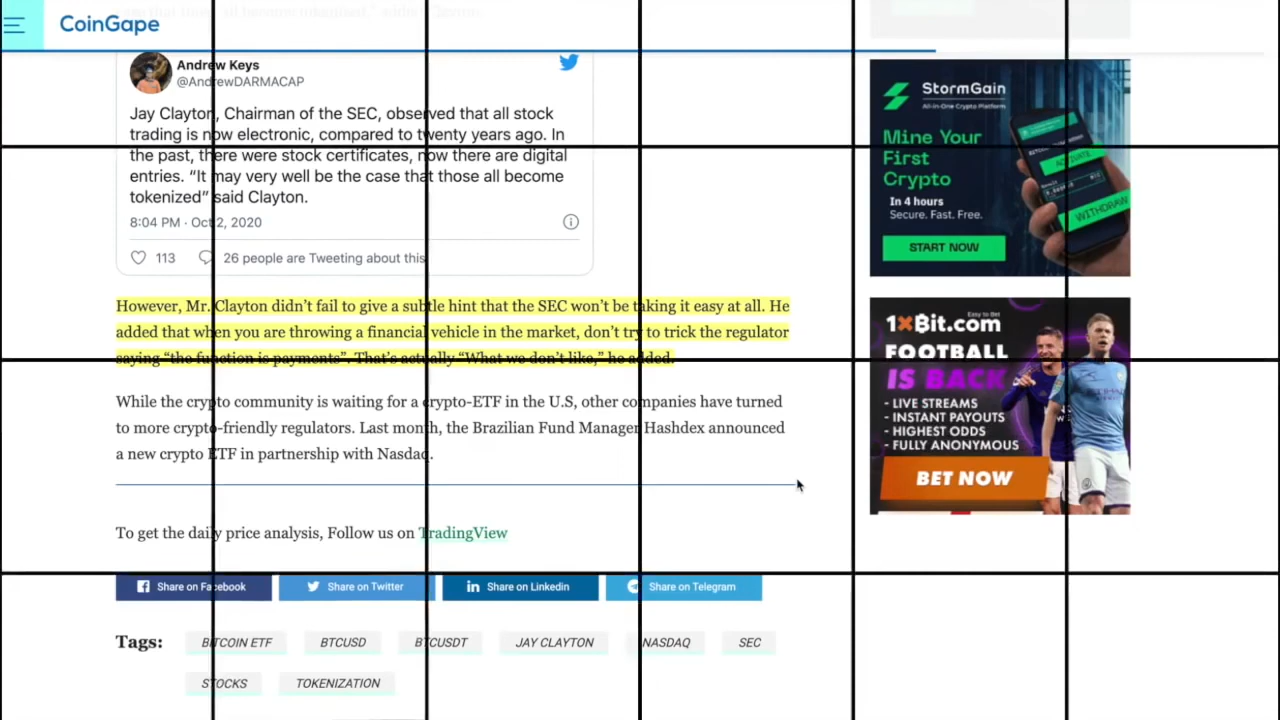 CoinGape
Andrew Keys
@AndrewDARMACAP
Jay Clayton, Chairman of the SEC, observed that all stock
trading is now electronic, compared to twenty years ago. In
the past, there were stock certificates, now there are digital
entries. “It may very well be the case that those all become
tokenized” said Clayton.
8:04 PM · Oct 2, 2020
113
26 people are Tweeting about this
However, Mr. Clayton didn’t fail to give a subtle hint that the SEC won’t be taking it easy at all. He
added that when you are throwing a financial vehicle in the market, don’t try to trick the regulator
saying “the function is payments”. That’s actually “What we don’t like,” he added.
While the crypto community is waiting for a crypto-ETF in the U.S, other companies have turned
to more crypto-friendly regulators. Last month, the Brazilian Fund Manager Hashdex announced
a new crypto ETF in partnership with Nasdaq.
To get the daily price analysis, Follow us on TradingView
Share on Facebook
Share on Twitter
Share on Linkedin
Share on Telegram
Tags:
BITCOIN ETF
BTCUSD
BTCUSDT
JAY CLAYTON
NASDAQ
SEC
STOCKS
TOKENIZATION
StormGain
All-in-One Crypto Platform
Mine Your
First
Crypto
In 4 hours
Secure. Fast. Free.
START NOW
ACTIVATE
WITHDRAW
Easy to Bet
1xBit.com
FOOTBALL
IS BACK
- LIVE STREAMS
- INSTANT PAYOUTS
- HIGHEST ODDS
- FULLY ANONYMOUS
BET NOW